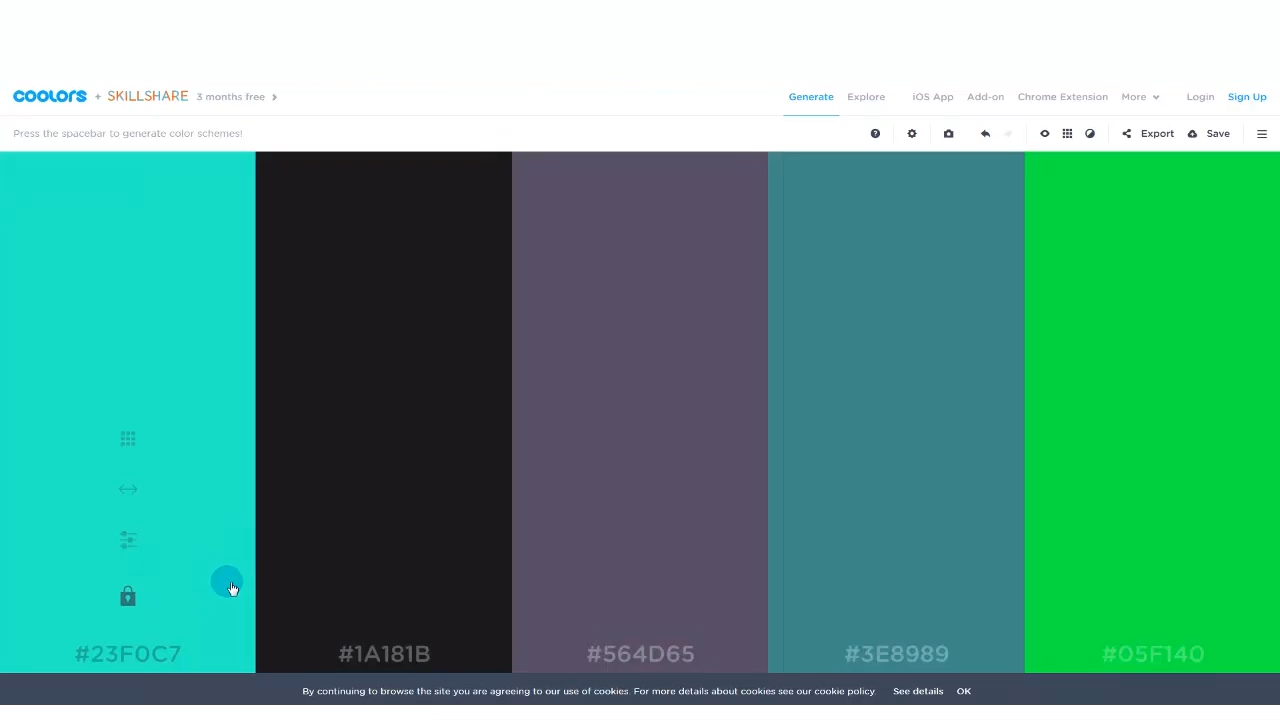 coolors + SKILLSHARE 3 months free Generate Explore iOS App Add-on Chrome Extension More Login Sign Up
Press the spacebar to generate color schemes! Export Save
#23F0C7 #1A181B #564D65 #3E8989 #05F140
By continuing to browse the site you are agreeing to our use of cookies. For more details about cookies see our cookie policy. See details OK